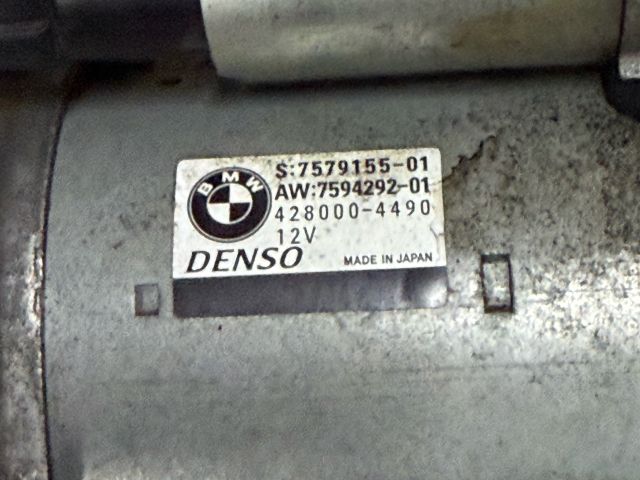 BMW
S:7579155-01
AW:7594292-01
428000-4490
12V
DENSO
MADE IN JAPAN